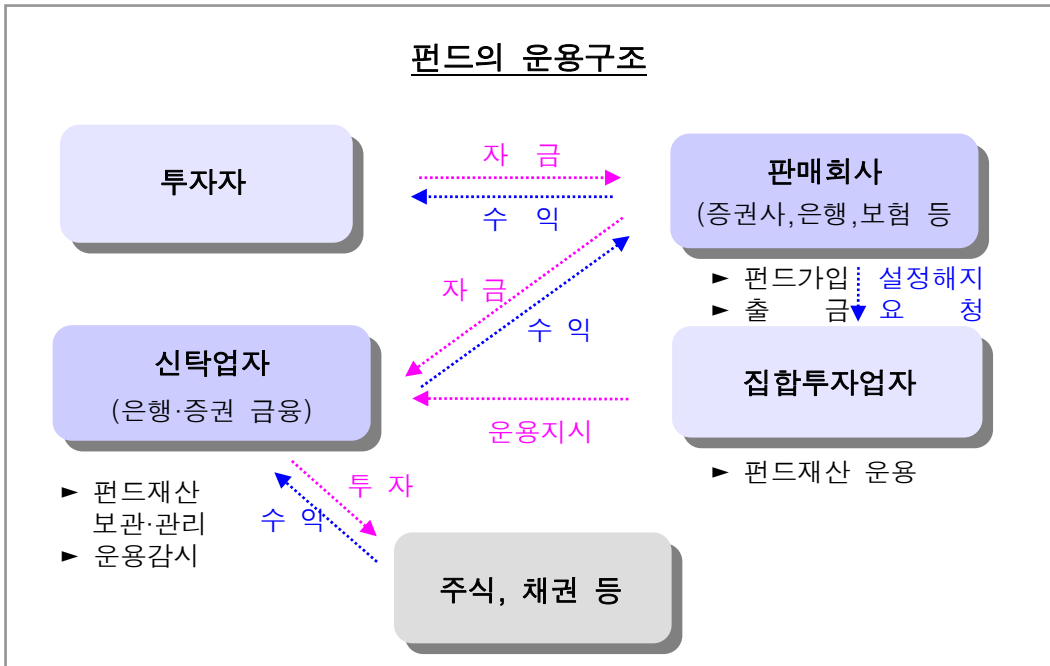 펀드의 운용구조
투자자
자 금
수 익
판매회사
(증권사,은행,보험 등
► 펀드가입
► 출 금
설정해지
요 청
자 금
수 익
신탁업자
(은행·증권 금융)
집합투자업자
운용지시
► 펀드재산 운용
► 펀드재산
보관·관리
► 운용감시
투 자
수 익
주식, 채권 등